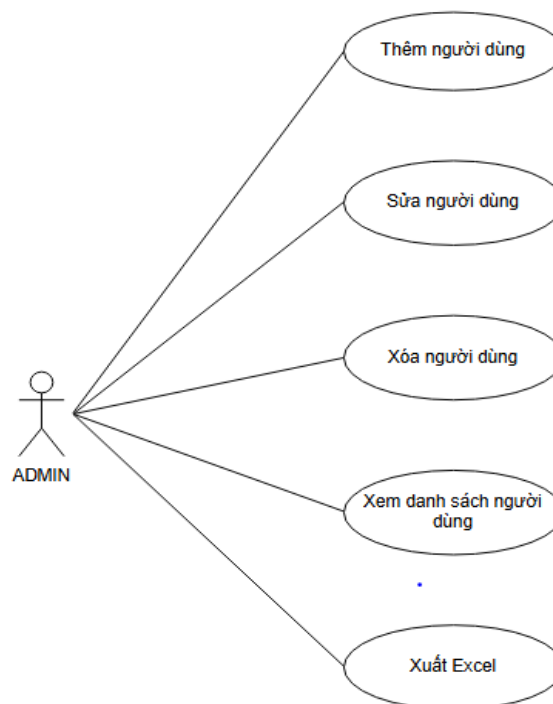 Thêm người dùng
Sửa người dùng
Xóa người dùng
ADMIN
Xem danh sách người
dùng
Xuất Excel